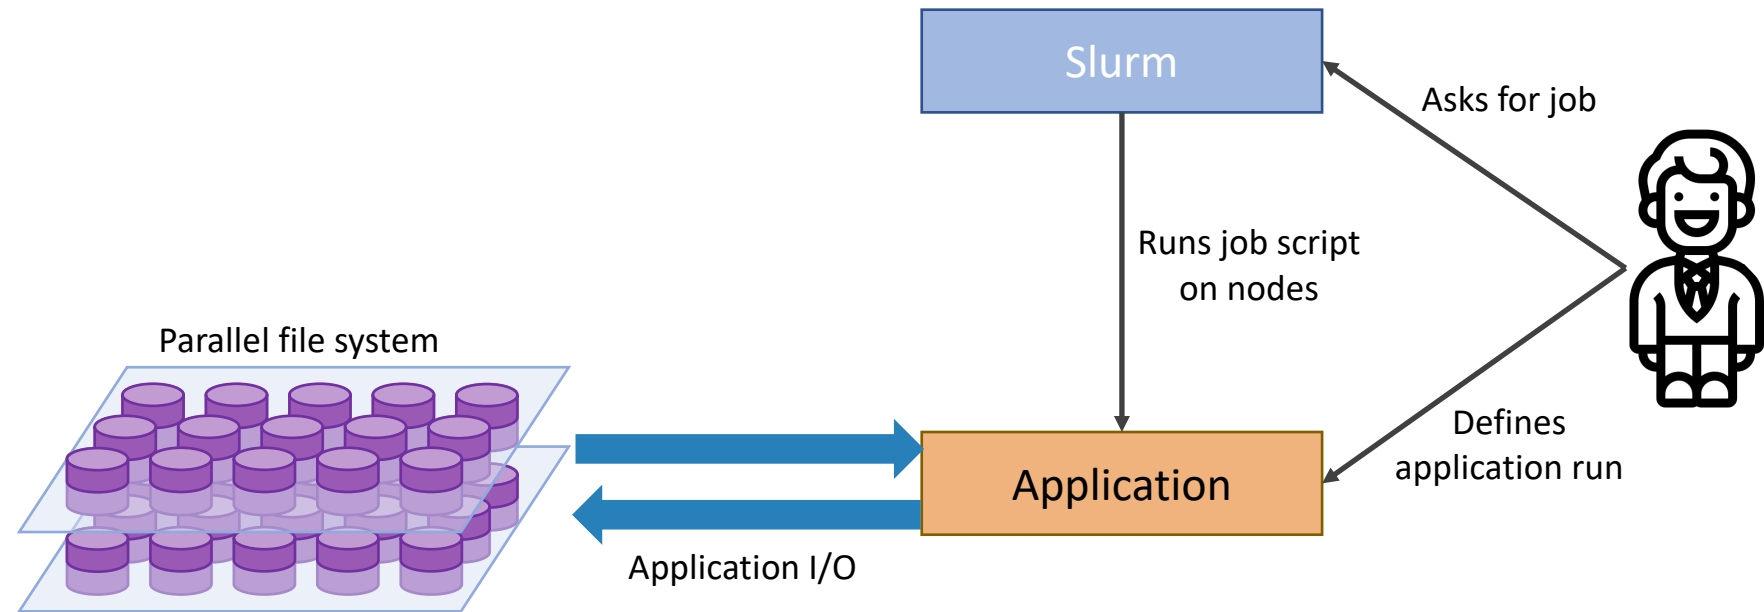 Slurm
Asks for job
Runs job script
on nodes
Parallel file system
Defines
application run
Application
Application I/O